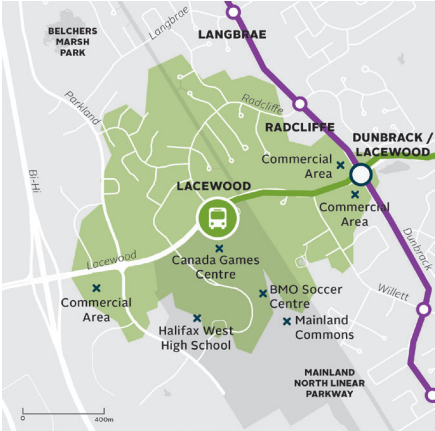 BELCHERS
MARSH
PARK
Langbrae
LANGBRAE
Parkland
Radcliffe
RADCLIFFE
DUNBRACK /
LACEWOOD
Commercial
Area
Bi-Hi
LACEWOOD
Commercial
Area
Dunbrack
Lacewood
Canada Games
Centre
Commercial
Area
BMO Soccer
Centre
Willett
Halifax West
High School
Mainland
Commons
MAINLAND
NORTH LINEAR
PARKWAY
0
400m